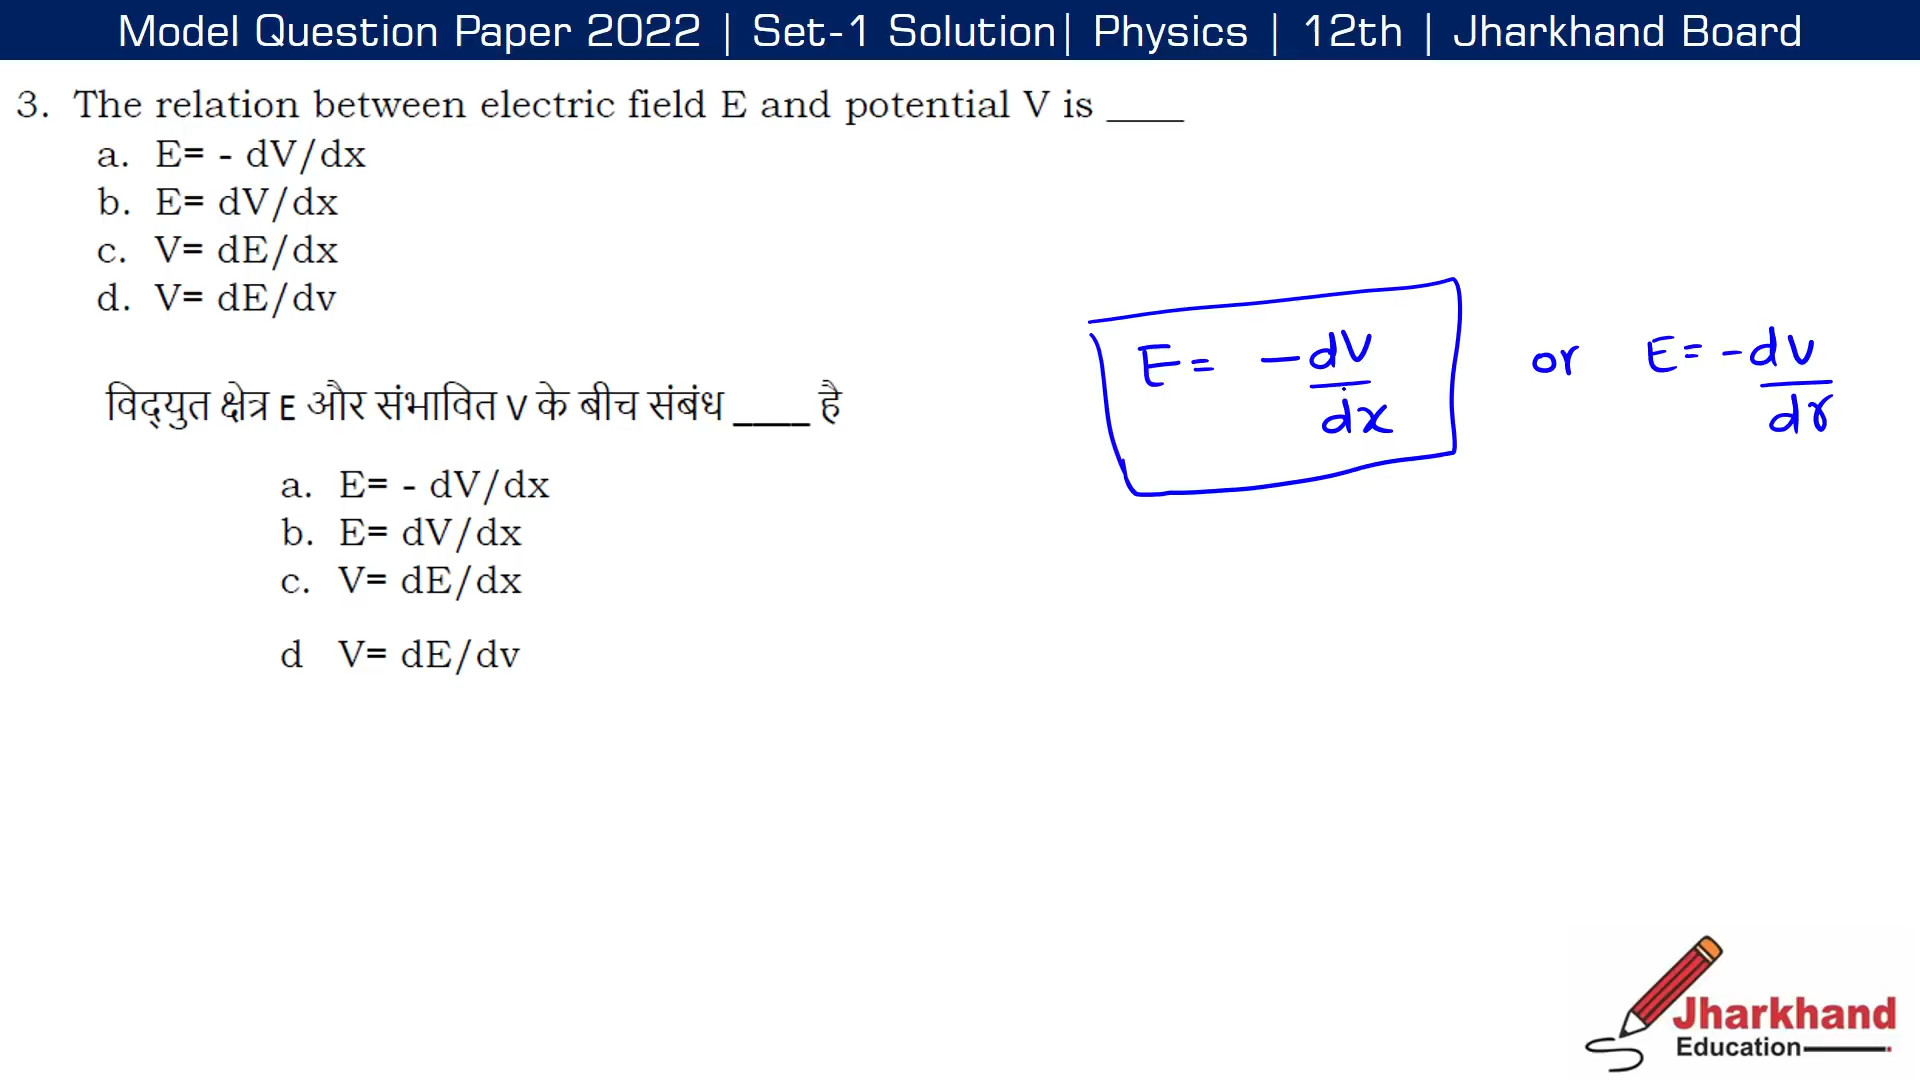 Model Question Paper 2022 | Set-1 Solution| Physics | 12th | Jharkhand Board
3. The relation between electric field E and potential V is ____
a. E= - dV/dx
b. E= dV/dx
c. V= dE/dx
d. V= dE/dv
E = -dV/dx or E = -dV/dr
विद्युत क्षेत्र E और संभावित V के बीच संबंध ____ है
a. E= - dV/dx
b. E= dV/dx
c. V= dE/dx
d V= dE/dv
Jharkhand
Education